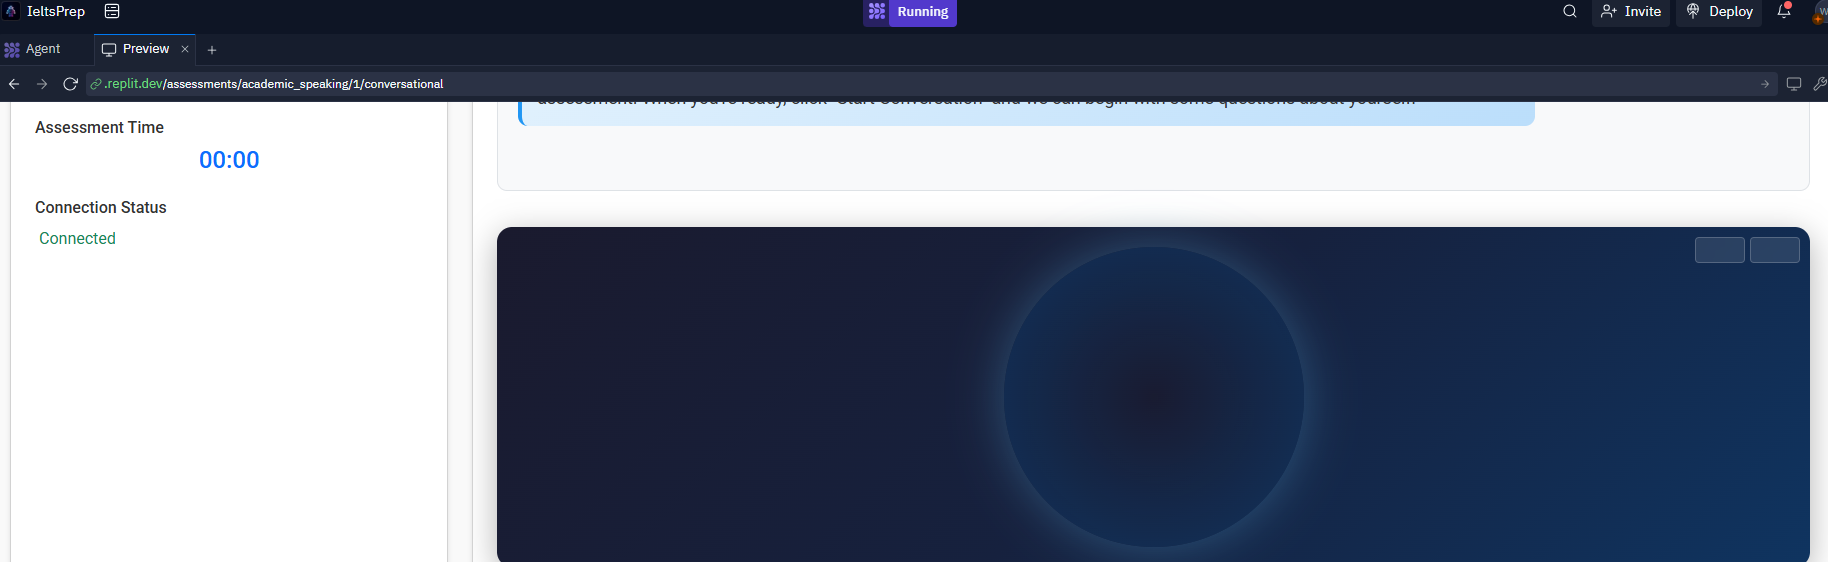 IeltsPrep
Running
Invite
Deploy
Agent
Preview
.replit.dev/assessments/academic_speaking/1/conversational
assessment. When you're ready, click "Start Conversation" and we can begin with some questions about yourself.
Assessment Time
00:00
Connection Status
Connected